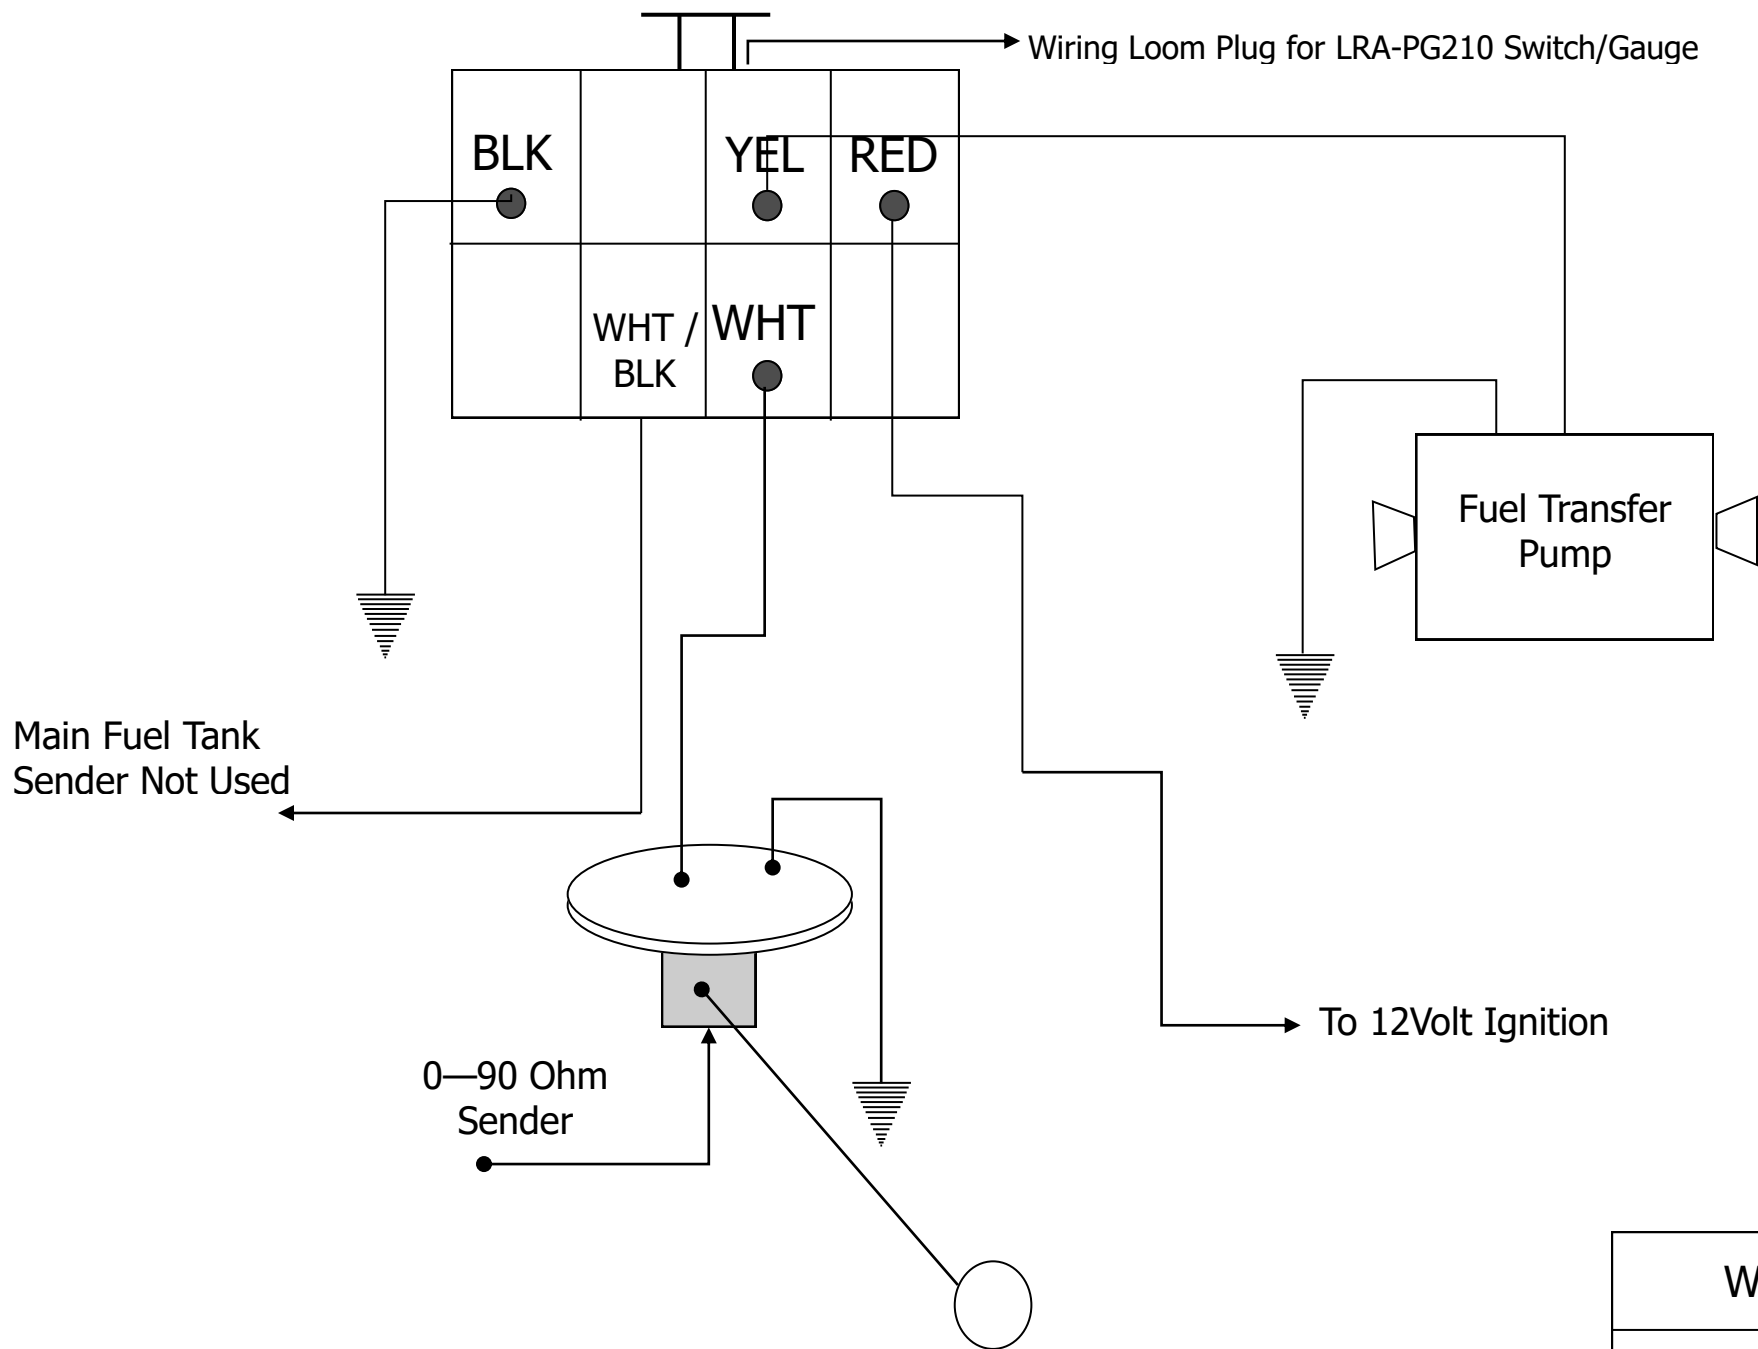 Wiring Loom Plug for LRA-PG210 Switch/Gauge
BLK
YEL
RED
WHT /
BLK
WHT
Fuel Transfer
Pump
Main Fuel Tank
Sender Not Used
To 12Volt Ignition
0—90 Ohm
Sender